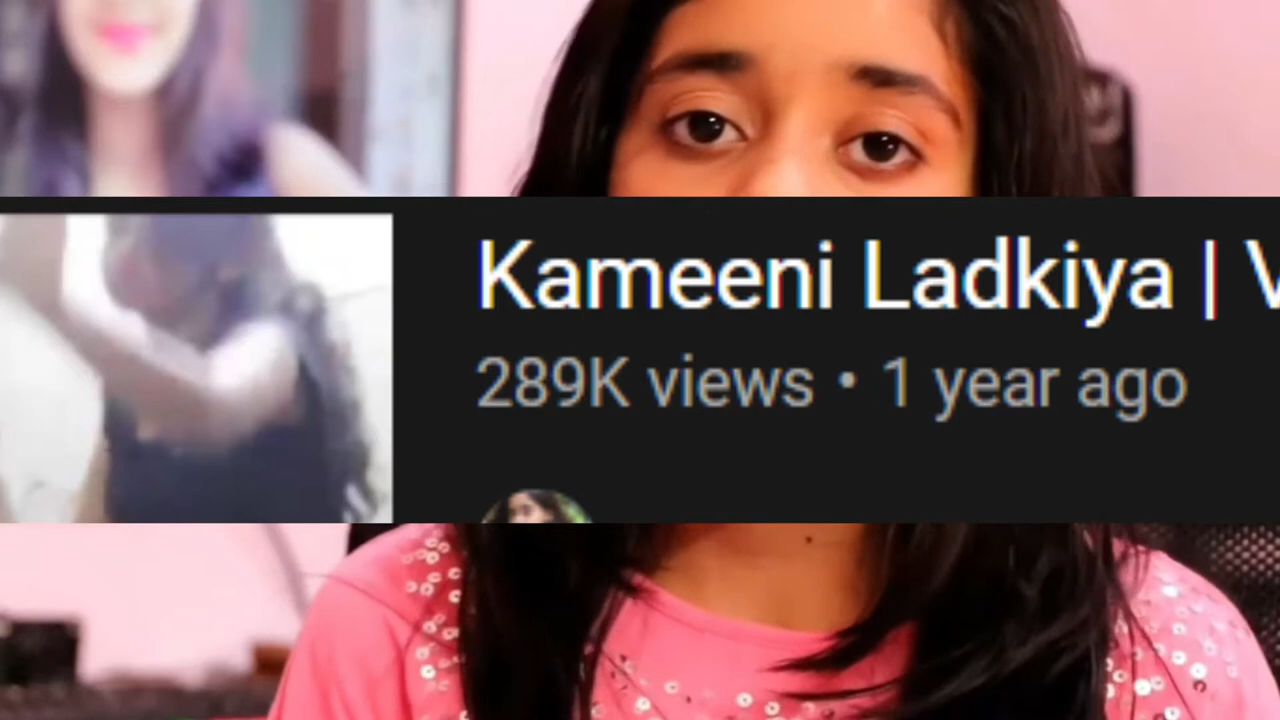 Kameeni Ladkiya |
289K views • 1 year ago